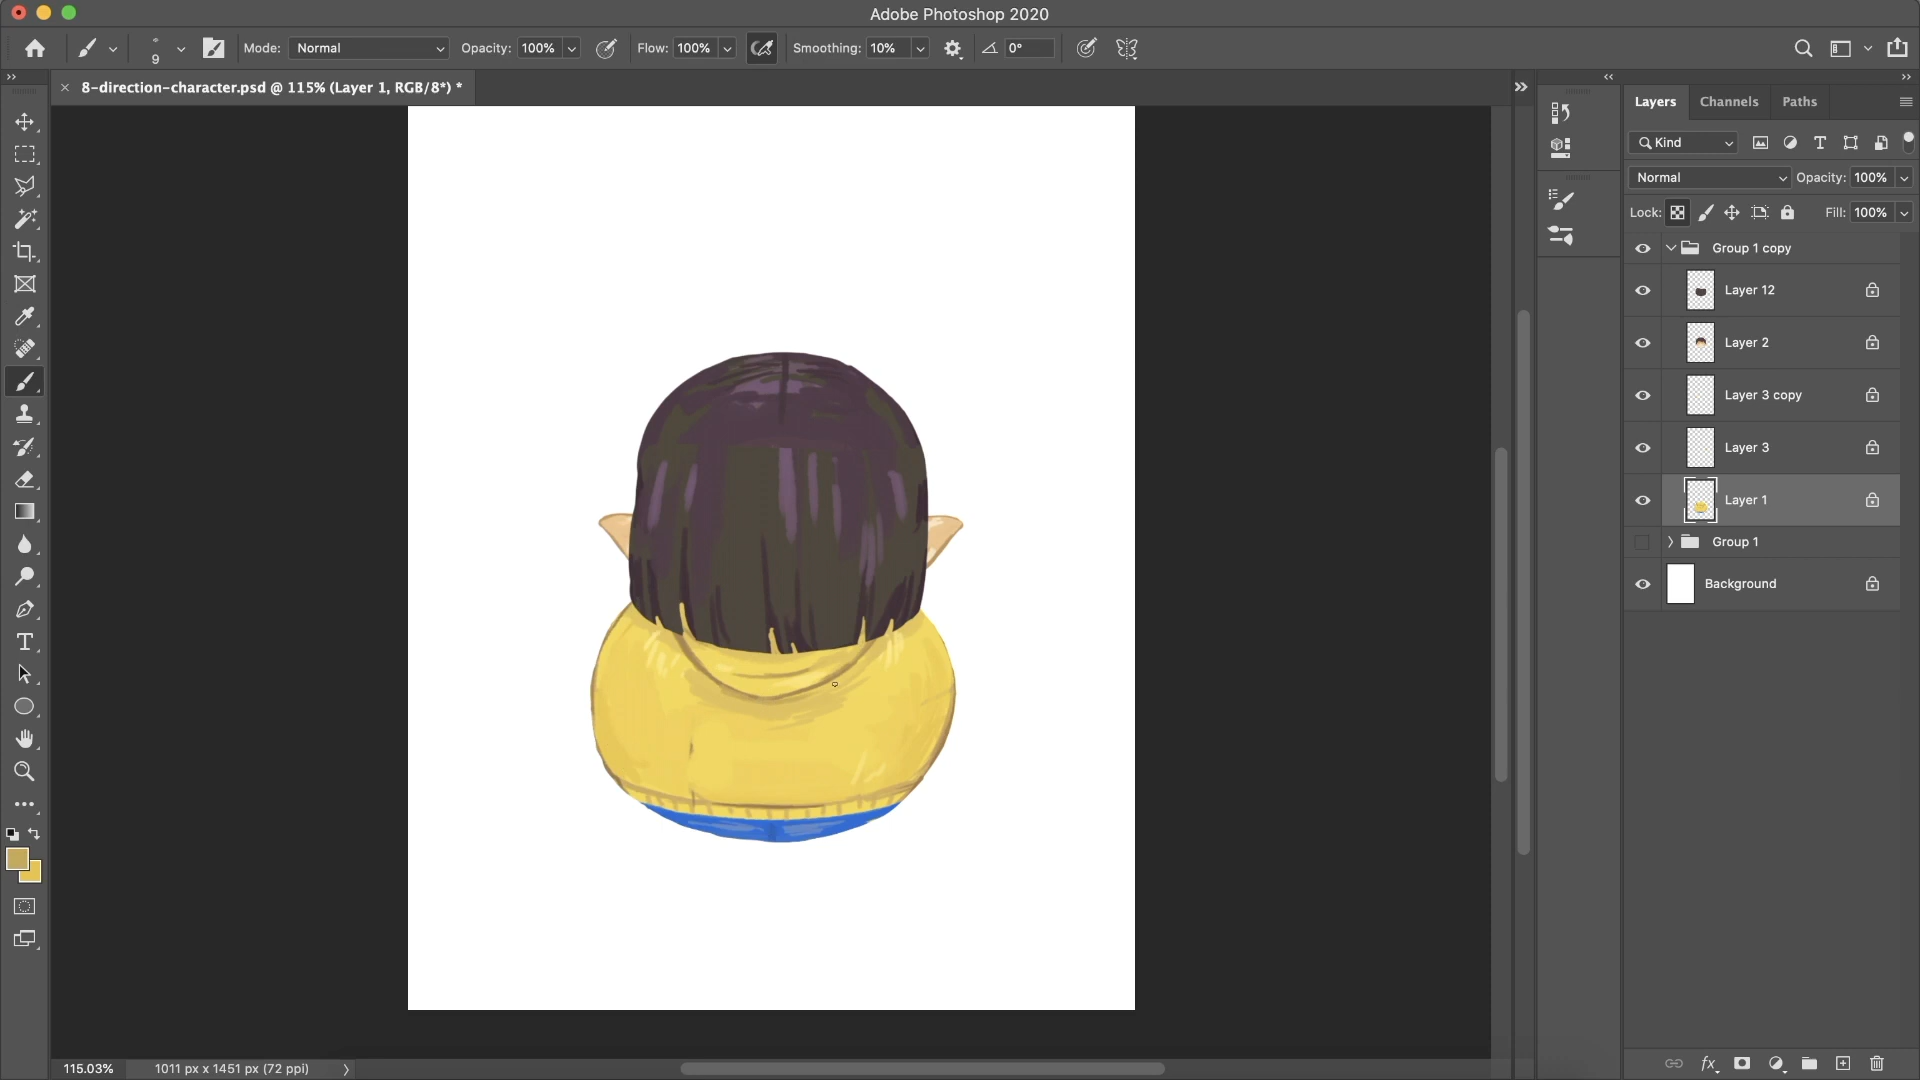 Adobe Photoshop 2020
9
Mode: Normal
Opacity: 100%
Flow: 100%
Smoothing: 10%
0°
8-direction-character.psd @ 115% (Layer 1, RGB/8*) *
Layers
Channels
Paths
Kind
Normal
Opacity: 100%
Lock:
Fill: 100%
Group 1 copy
Layer 12
Layer 2
Layer 3 copy
Layer 3
Layer 1
Group 1
Background
115.03%
1011 px x 1451 px (72 ppi)
fx